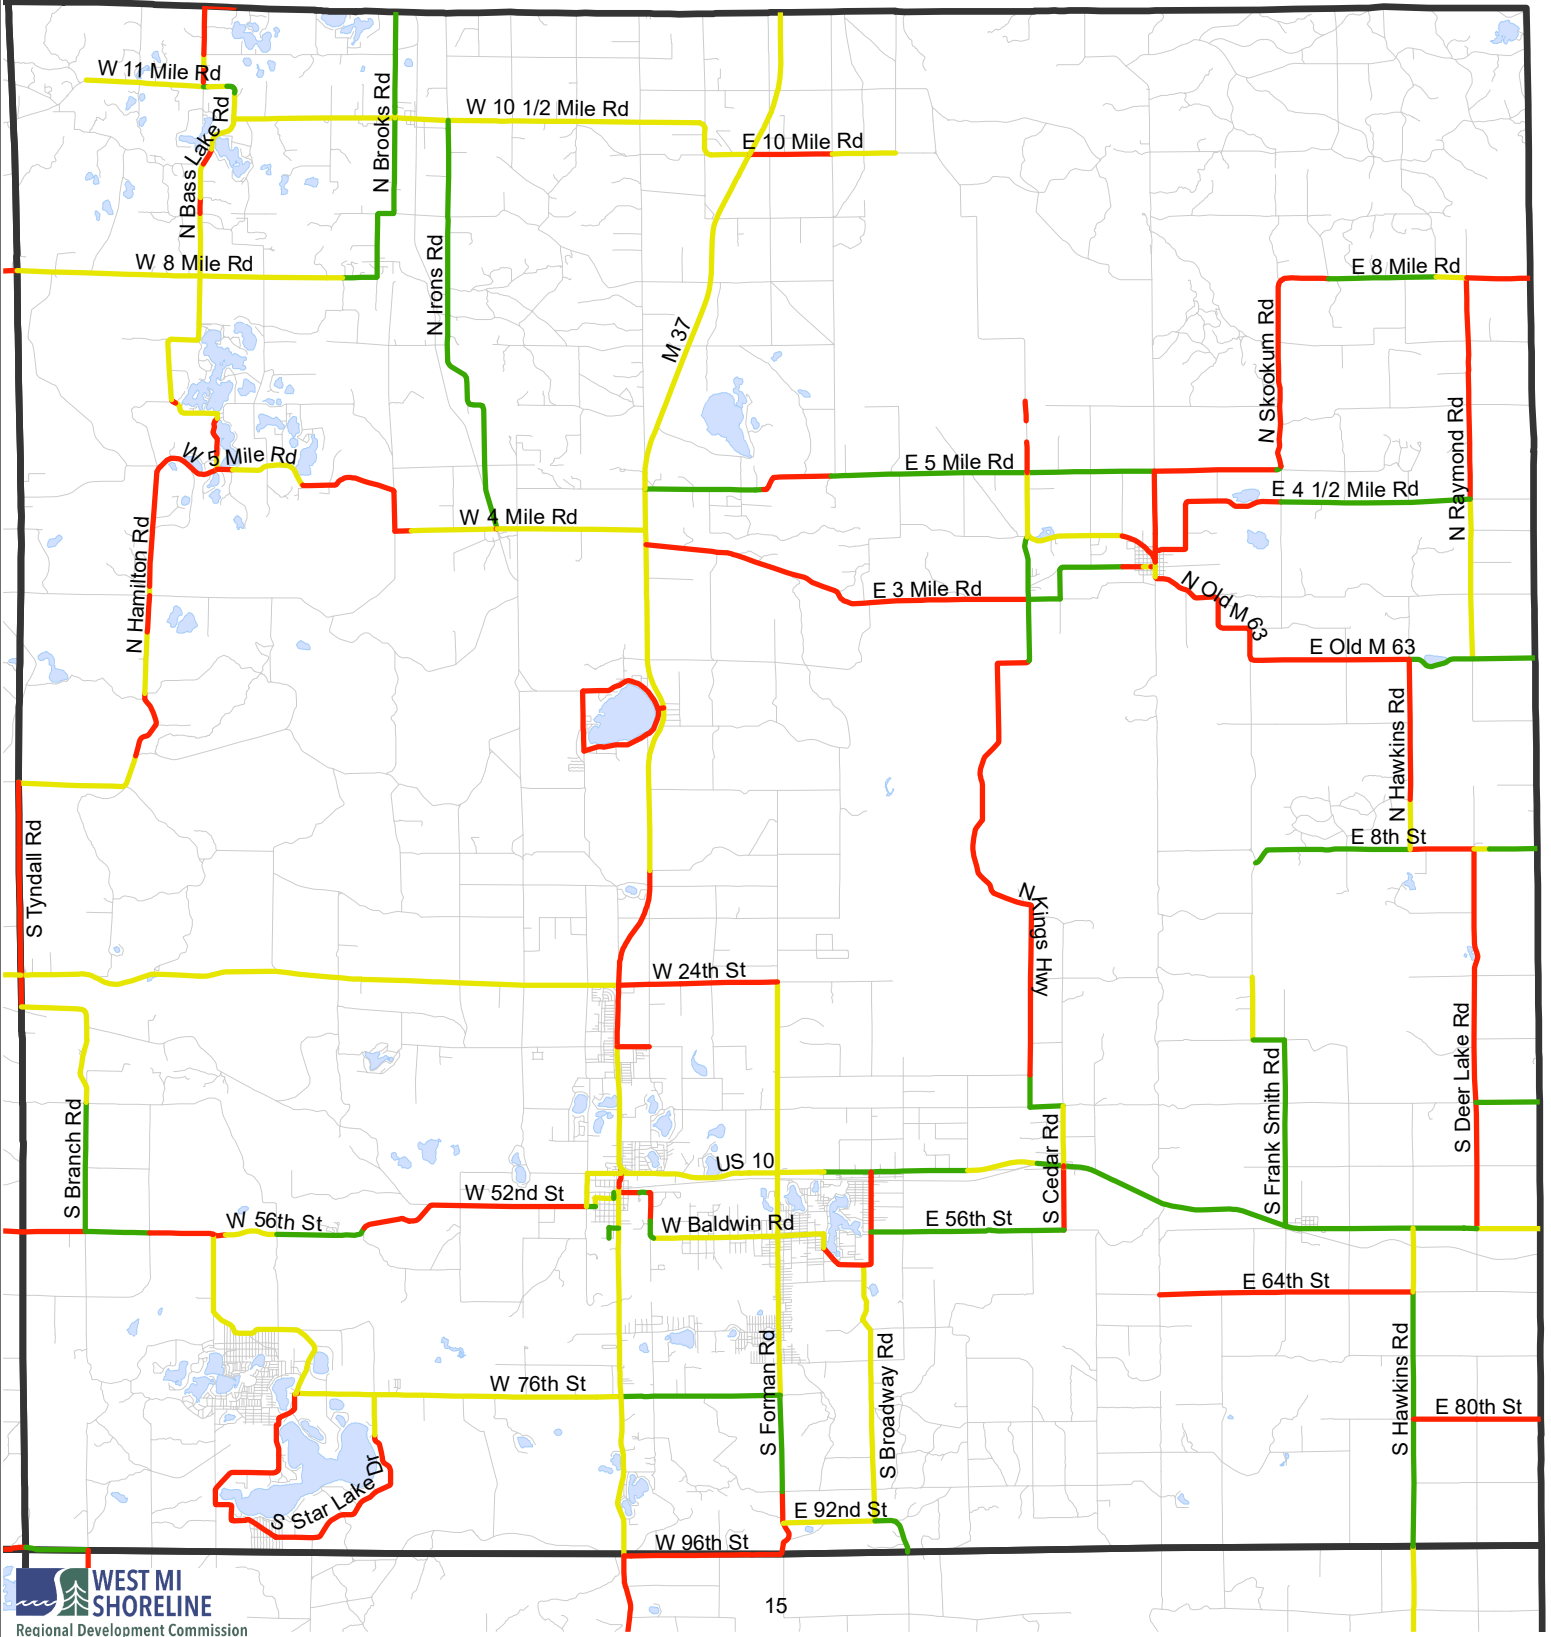 W 11 Mile Rd
N Brooks Rd
W 10 1/2 Mile Rd
E 10 Mile Rd
N Bass Lake Rd
W 8 Mile Rd
N Irons Rd
M 37
E 8 Mile Rd
N Skookum Rd
N Raymond Rd
W 5 Mile Rd
E 5 Mile Rd
E 4 1/2 Mile Rd
W 4 Mile Rd
N Hamilton Rd
E 3 Mile Rd
N Old M 63
E Old M 63
N Hawkins Rd
E 8th St
S Tyndall Rd
N Kings Hwy
W 24th St
S Deer Lake Rd
S Frank Smith Rd
S Branch Rd
S Cedar Rd
US 10
W 52nd St
W 56th St
W Baldwin Rd
E 56th St
E 64th St
S Forman Rd
S Broadway Rd
S Hawkins Rd
W 76th St
E 80th St
S Star Lake Dr
E 92nd St
W 96th St
WEST MI
SHORELINE
Regional Development Commission
15